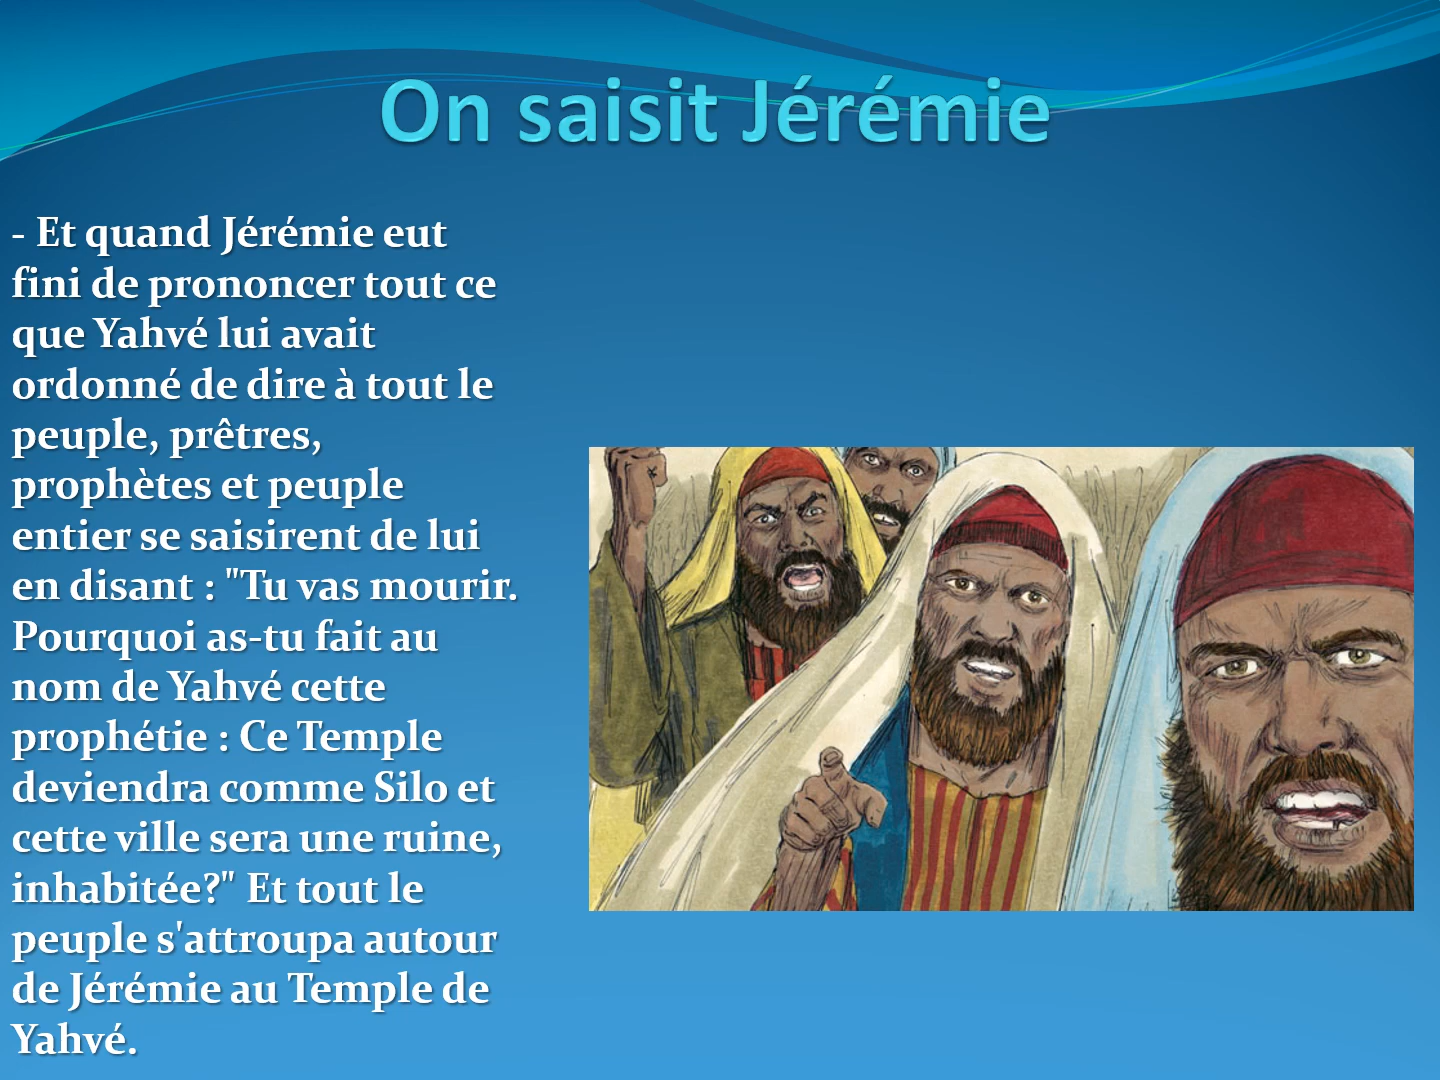 On saisit Jérémie
- Et quand Jérémie eut
fini de prononcer tout ce
que Yahvé lui avait
ordonné de dire à tout le
peuple, prêtres,
prophètes et peuple
entier se saisirent de lui
en disant : "Tu vas mourir.
Pourquoi as-tu fait au
nom de Yahvé cette
prophétie : Ce Temple
deviendra comme Silo et
cette ville sera une ruine,
inhabitée?" Et tout le
peuple s'attroupa autour
de Jérémie au Temple de
Yahvé.